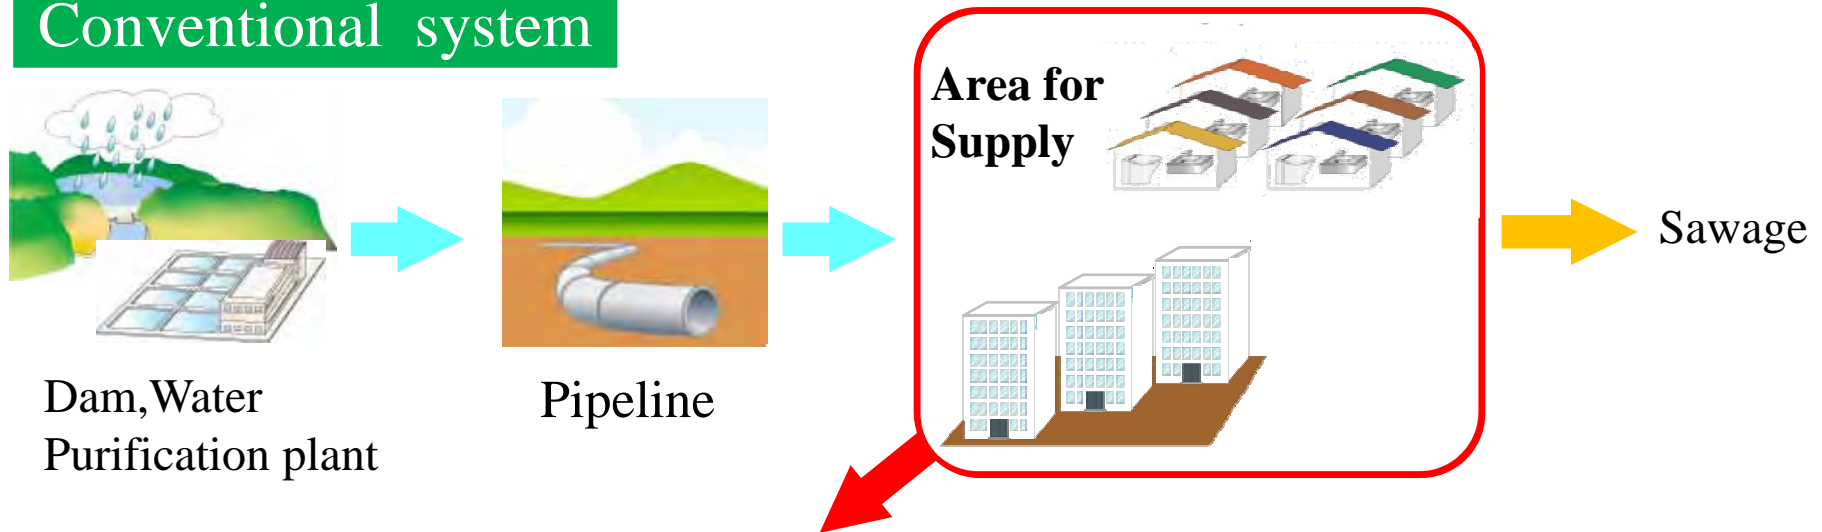 Conventional system
Area for
Supply
Sawage
Dam,Water
Purification plant
Pipeline